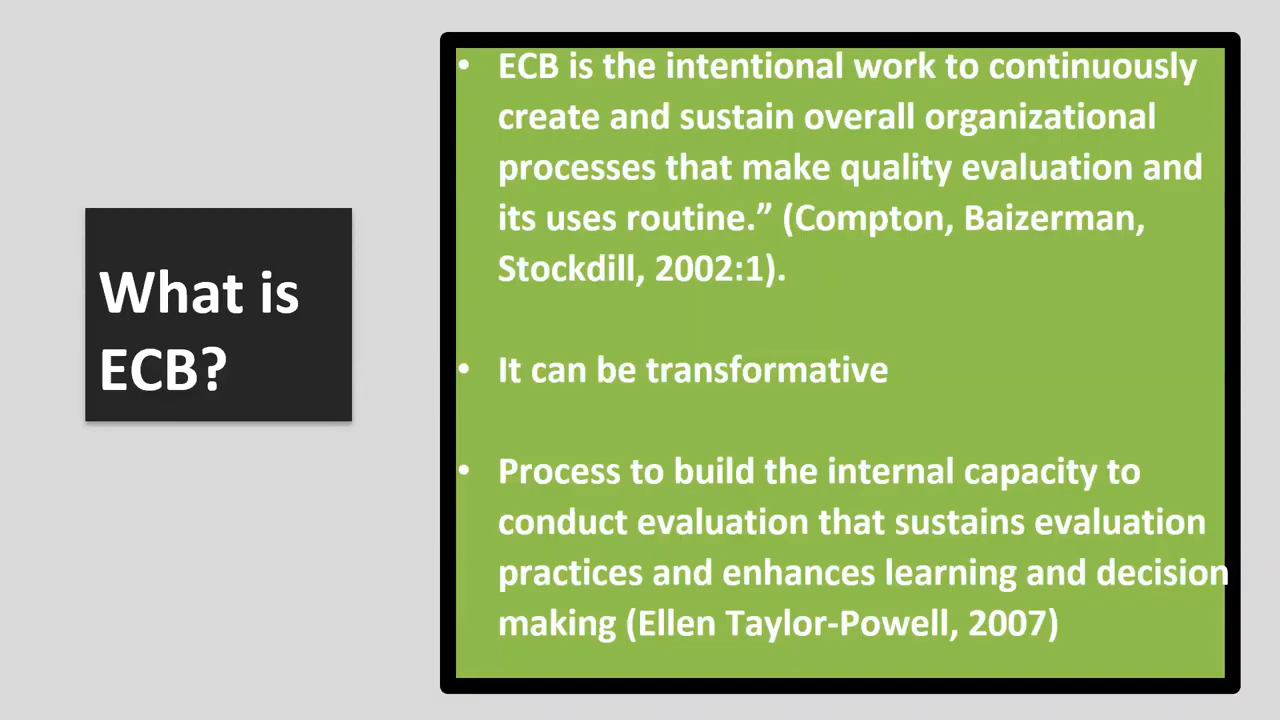 What is
ECB?
• ECB is the intentional work to continuously
create and sustain overall organizational
processes that make quality evaluation and
its uses routine.” (Compton, Baizerman,
Stockdill, 2002:1).
• It can be transformative
• Process to build the internal capacity to
conduct evaluation that sustains evaluation
practices and enhances learning and decision
making (Ellen Taylor-Powell, 2007)